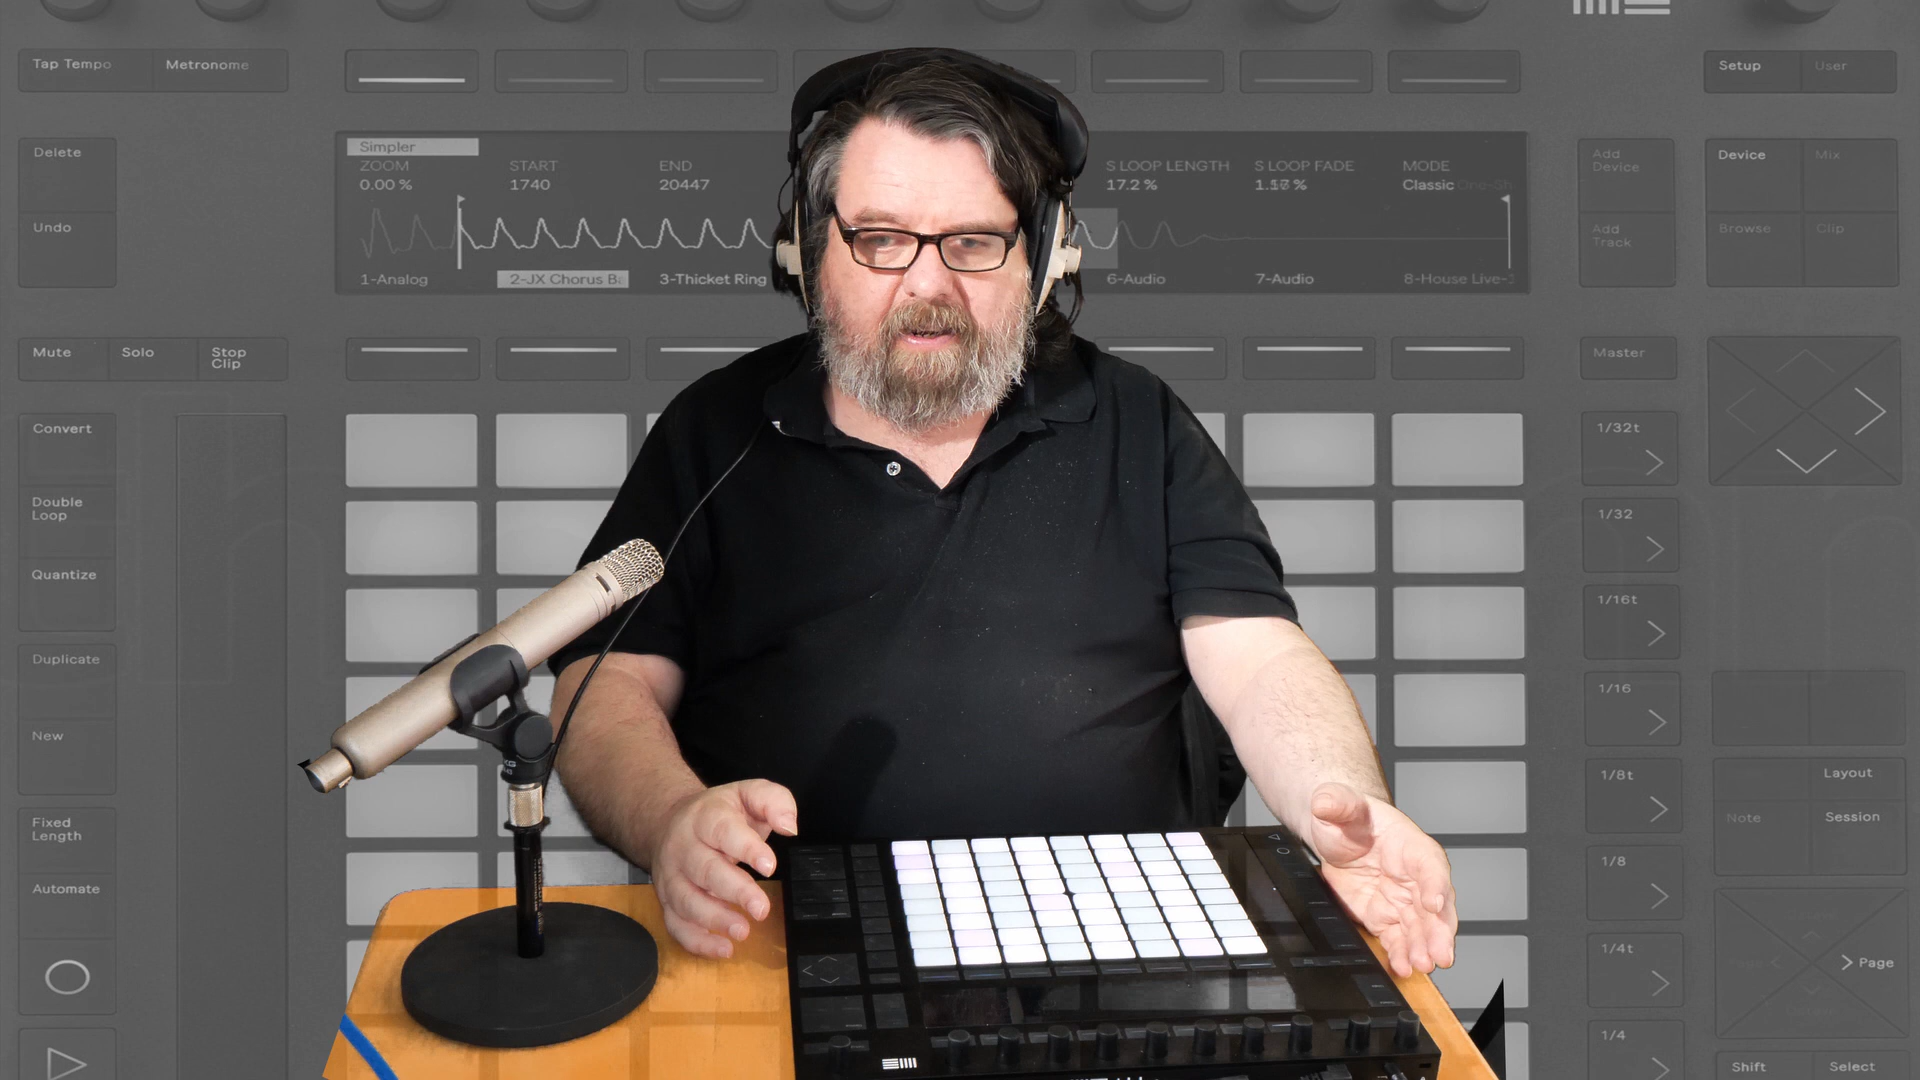 Tap Tempo
Metronome
Setup
User
Delete
Undo
Simpler
ZOOM
START
END
S LOOP LENGTH
S LOOP FADE
MODE
0.00 %
1740
20447
17.2 %
Classic
1-Analog
2-JX Chorus
3-Thicket Ring
6-Audio
7-Audio
8-House Live-
Add
Device
Add
Track
Device
Mix
Browse
Clip
Mute
Solo
Stop
Clip
Master
Convert
Double
Loop
Quantize
Duplicate
New
Fixed
Length
Automate
1/32t
1/32
1/16t
1/16
1/8t
1/8
1/4t
1/4
Layout
Note
Session
Page
Shift
Select